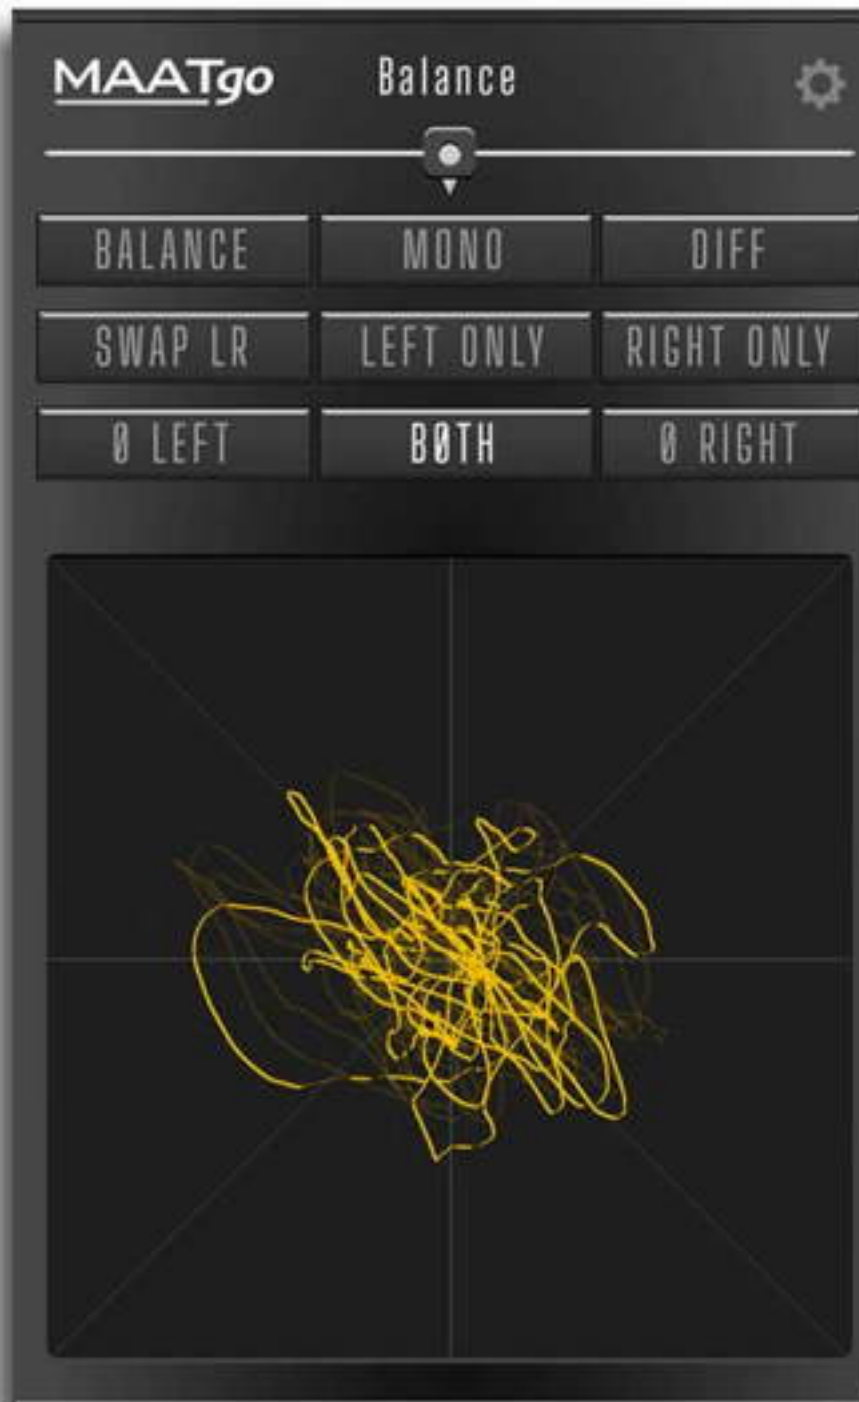 MAATgo Balance
BALANCE MONO DIFF
SWAP LR LEFT ONLY RIGHT ONLY
Ø LEFT BØTH Ø RIGHT